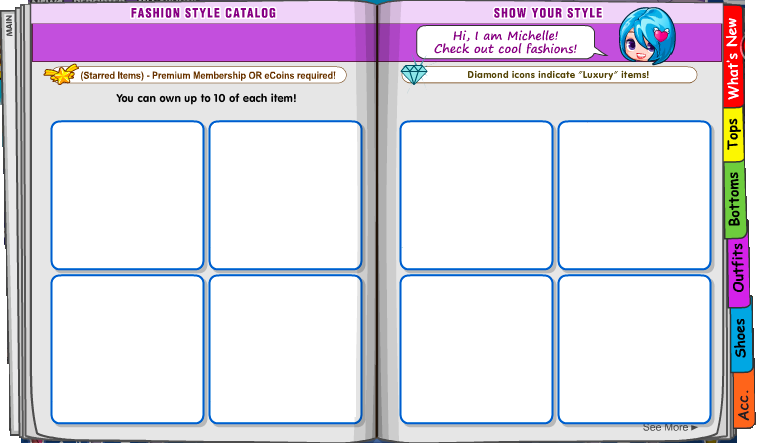 MAIN
FASHION STYLE CATALOG
(Starred Items) - Premium Membership OR eCoins required!
You can own up to 10 of each item!
SHOW YOUR STYLE
Hi, I am Michelle!
Check out cool fashions!
Diamond icons indicate "Luxury" items!
See More ►
What's New
Tops
Bottoms
Outfits
Shoes
Acc.